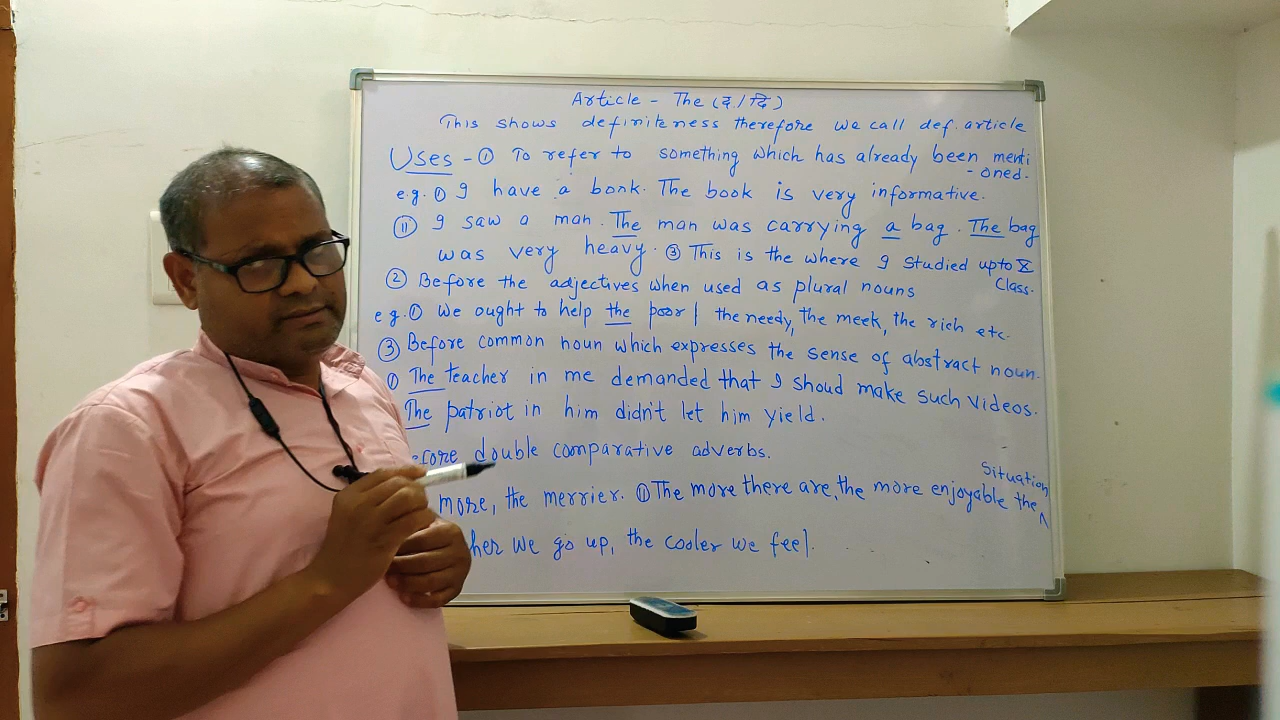 Article - The (द/दि)
This shows definiteness therefore we call def. article
Uses - ① To refer to something which has already been menti
- oned.
e.g. ① I have a book. The book is very informative.
⑪ I saw a man. The man was carrying a bag. The bag
was very heavy. ③ This is the where I studied upto X
Class.
② Before the adjectives when used as plural nouns
e g. ① We ought to help the poor / the needy, the meek, the rich etc.
③ Before common noun which expresses the sense of abstract noun.
① The teacher in me demanded that I shoud make such videos.
The patriot in him didn't let him yield.
efore double comparative adverbs.
Situation
more, the merrier. ⑪ The more there are, the more enjoyable the ^
her we go up, the cooler we feel.